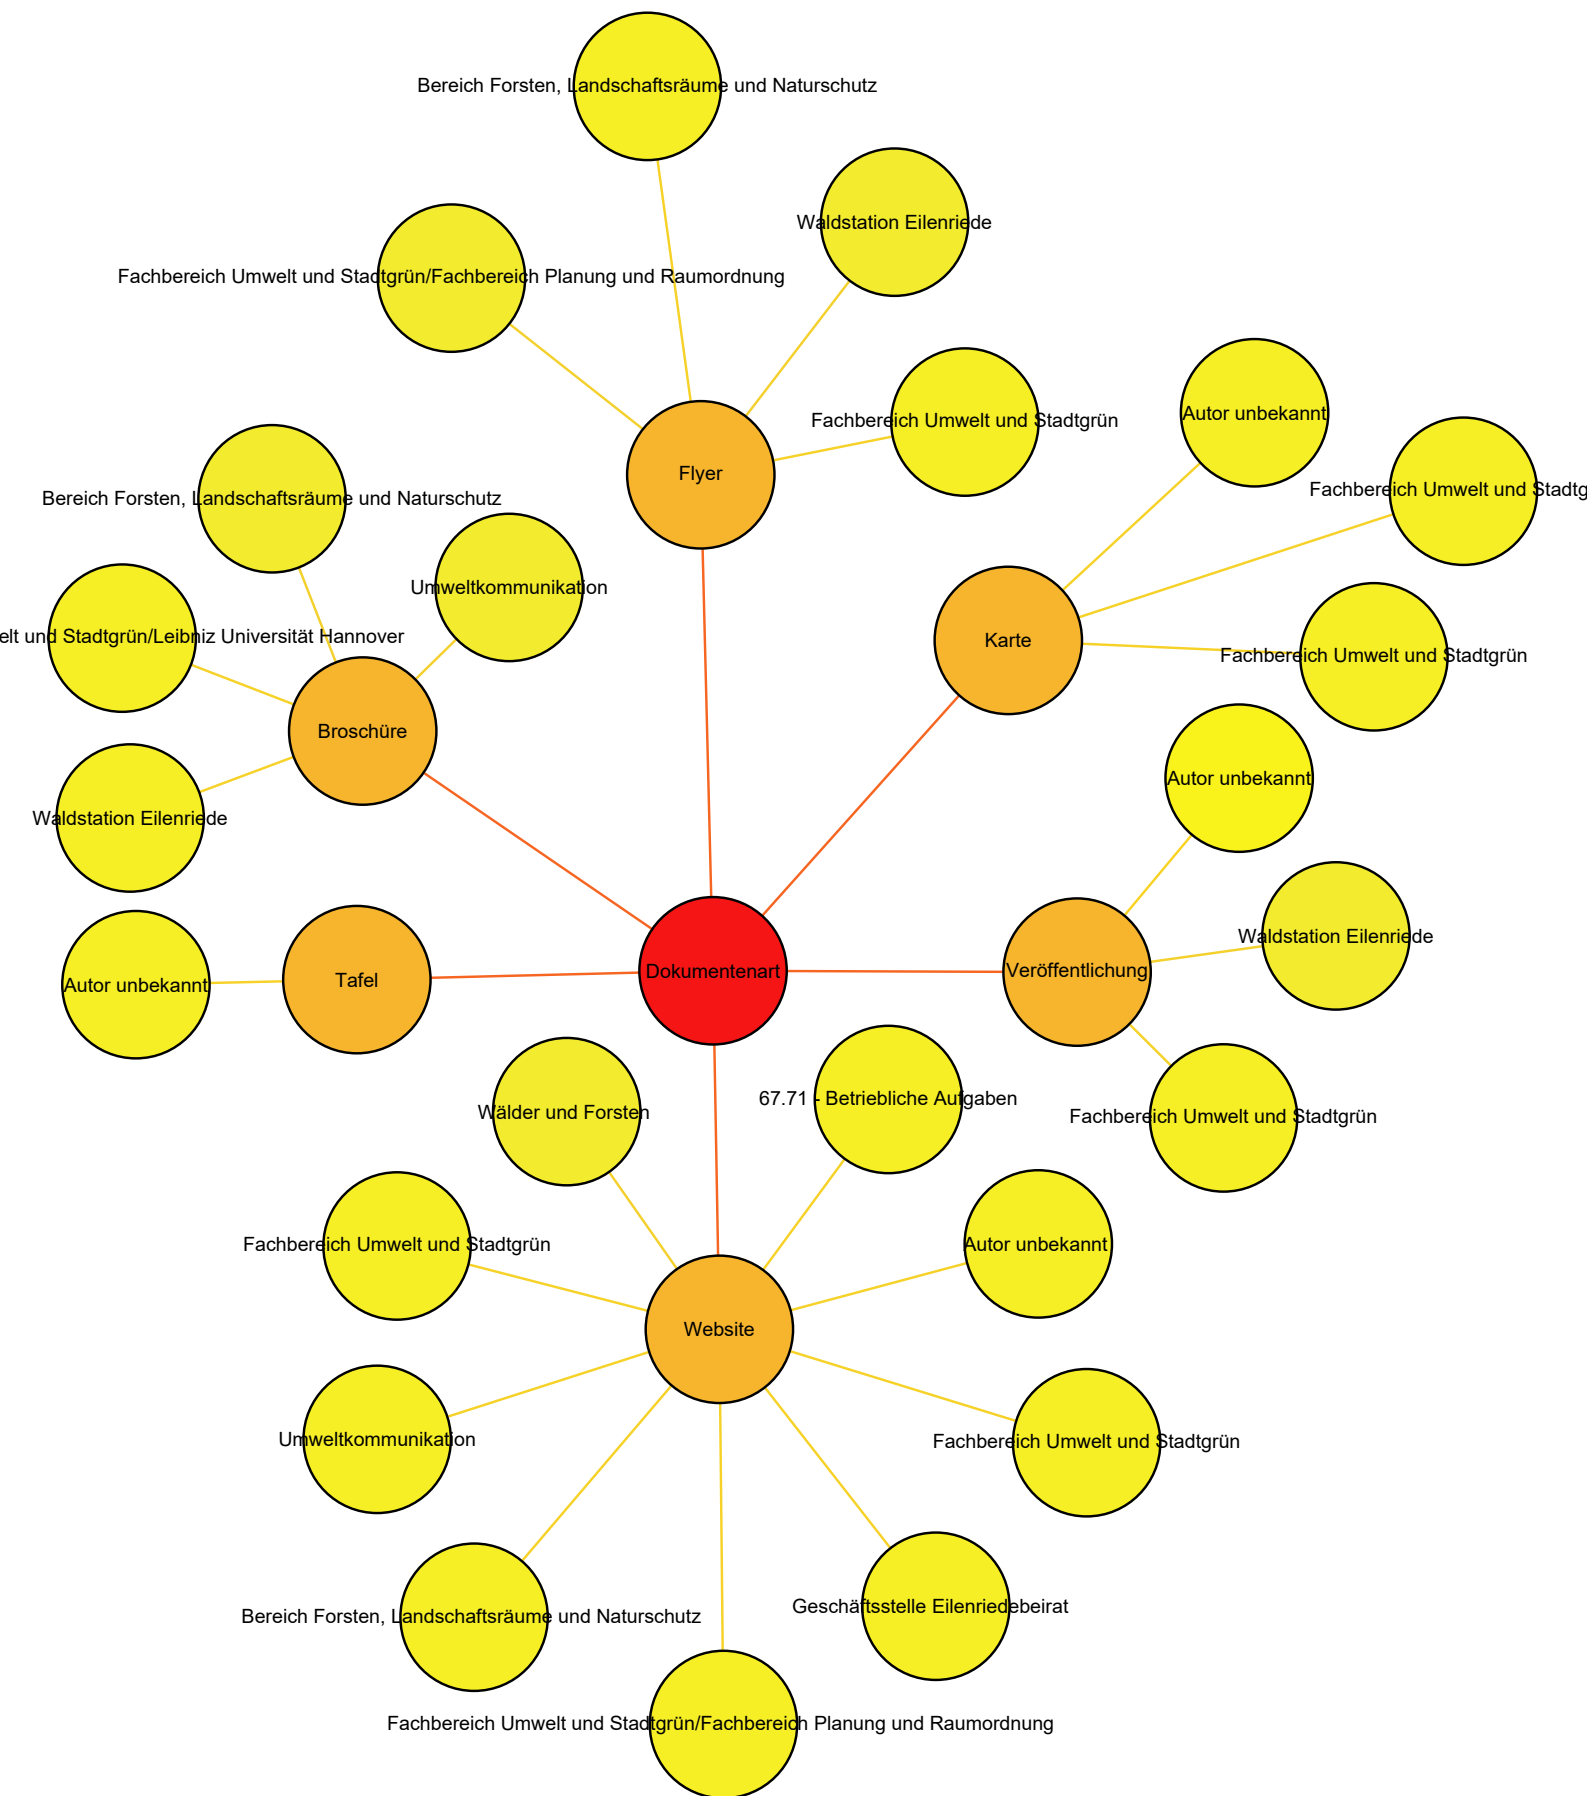 Bereich Forsten, Landschaftsräume und Naturschutz
Waldstation Eilenriede
Fachbereich Umwelt und Stadtgrün/Fachbereich Planung und Raumordnung
Autor unbekannt
Fachbereich Umwelt und Stadtgrün
Flyer
Fachbereich Umwelt und Stadtg
Bereich Forsten, Landschaftsräume und Naturschutz
Umweltkommunikation
elt und Stadtgrün/Leibniz Universität Hannover
Karte
Fachbereich Umwelt und Stadtgrün
Broschüre
Autor unbekannt
Waldstation Eilenriede
Waldstation Eilenriede
Dokumentenart
Veröffentlichung
Tafel
Autor unbekannt
67.71 - Betriebliche Aufgaben
Wälder und Forsten
Fachbereich Umwelt und Stadtgrün
Fachbereich Umwelt und Stadtgrün
Autor unbekannt
Website
Umweltkommunikation
Fachbereich Umwelt und Stadtgrün
Geschäftsstelle Eilenriedebeirat
Bereich Forsten, Landschaftsräume und Naturschutz
Fachbereich Umwelt und Stadtgrün/Fachbereich Planung und Raumordnung